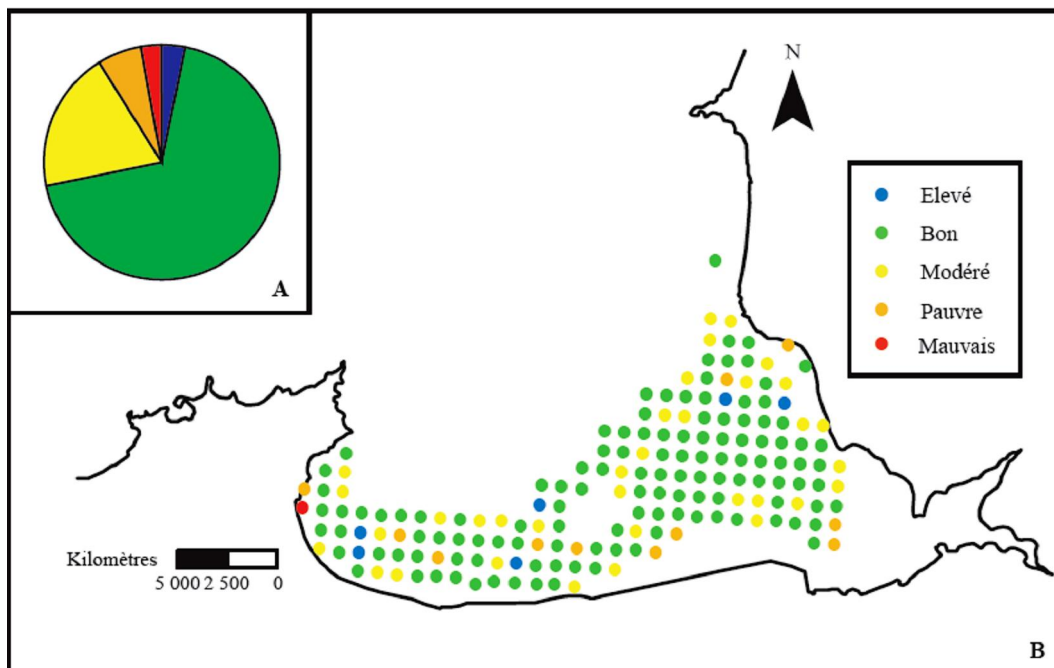 A
N
Elevé
Bon
Modéré
Pauvre
Mauvais
Kilomètres
5 000 2 500 0
B